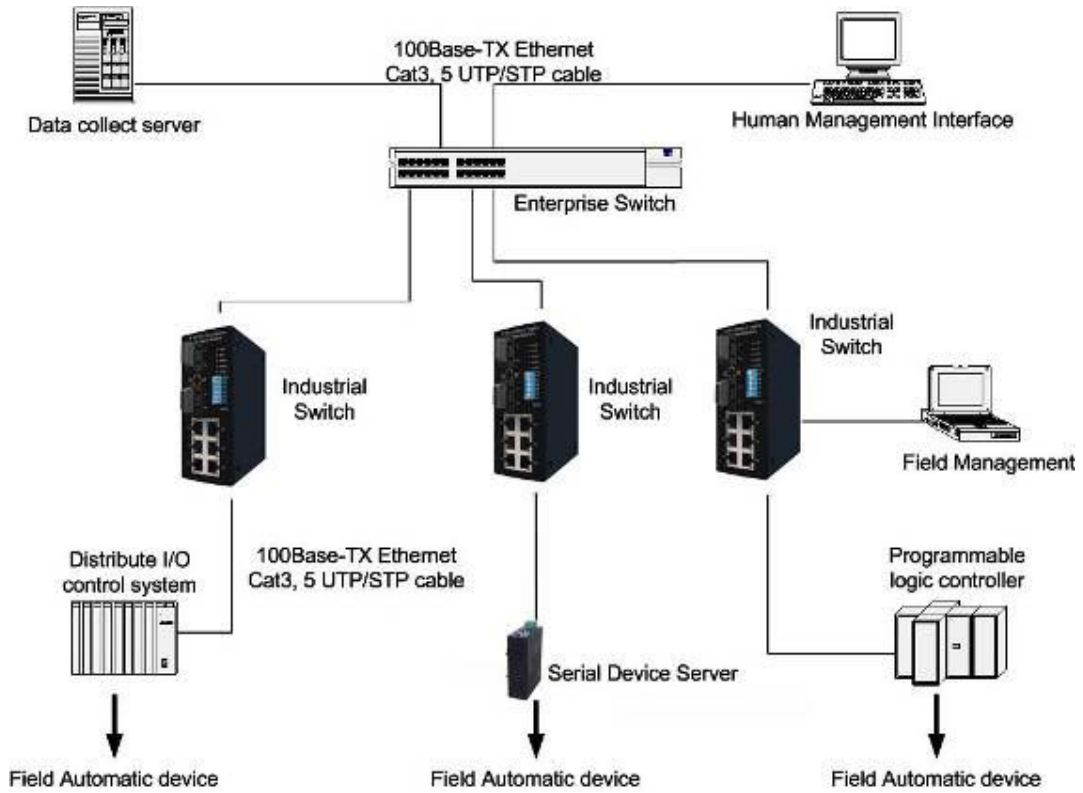 100Base-TX Ethernet
Cat3, 5 UTP/STP cable
Data collect server
Human Management Interface
Enterprise Switch
Industrial
Switch
Industrial
Switch
Industrial
Switch
Field Management
Distribute I/O
control system
100Base-TX Ethernet
Cat3, 5 UTP/STP cable
Programmable
logic controller
Serial Device Server
Field Automatic device
Field Automatic device
Field Automatic device